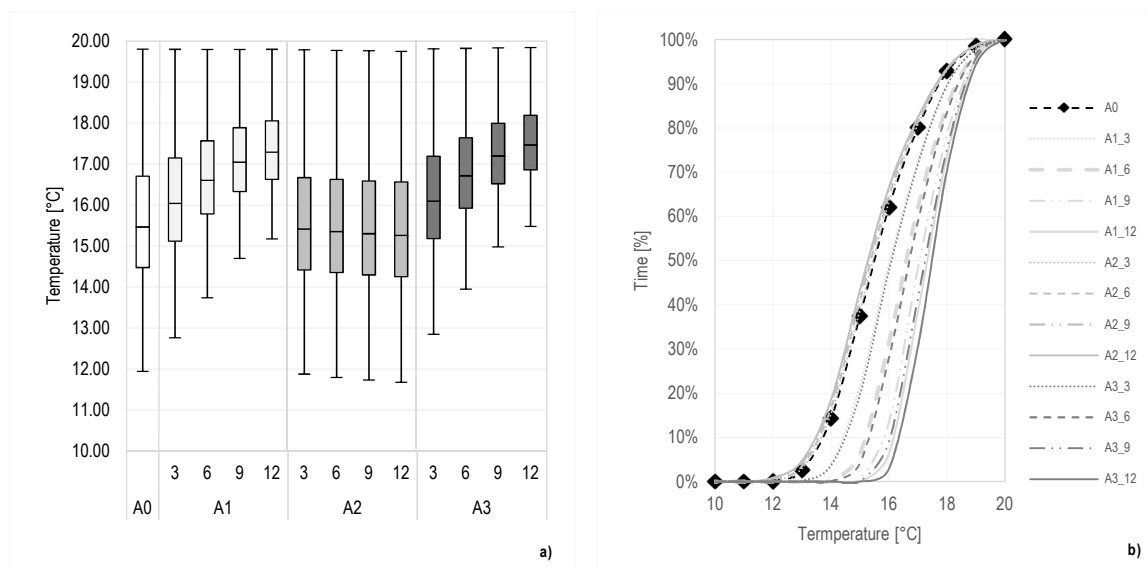 20.00
19.00
18.00
17.00
16.00
15.00
14.00
13.00
12.00
11.00
10.00
Temperature [°C]
3 6 9 12 3 6 9 12 3 6 9 12
A0 A1 A2 A3
a)
100%
90%
80%
70%
60%
50%
40%
30%
20%
10%
0%
Time [%]
10 12 14 16 18 20
Termperature [°C]
A0
A1_3
A1_6
A1_9
A1_12
A2_3
A2_6
A2_9
A2_12
A3_3
A3_6
A3_9
A3_12
b)